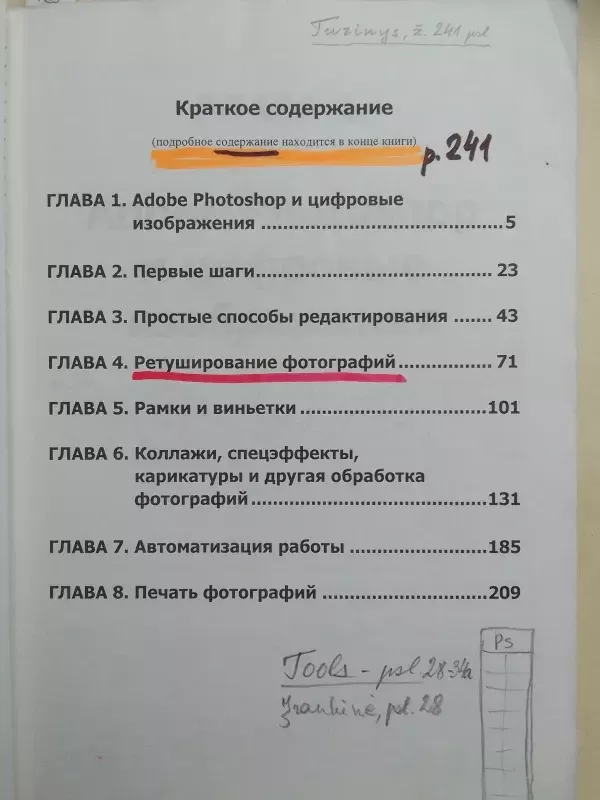 Turinys, ž. 241 psl
Краткое содержание
(подробное содержание находится в конце книги)
p. 241
ГЛАВА 1. Adobe Photoshop и цифровые
изображения ........................................ 5
ГЛАВА 2. Первые шаги....................................... 23
ГЛАВА 3. Простые способы редактирования ....... 43
ГЛАВА 4. Ретуширование фотографий................ 71
ГЛАВА 5. Рамки и виньетки ...............................101
ГЛАВА 6. Коллажи, спецэффекты,
карикатуры и другая обработка
фотографий.......................................131
ГЛАВА 7. Автоматизация работы .......................185
ГЛАВА 8. Печать фотографий ............................209
Ps
Tools - psl. 28-34a
Įrankinė, psl. 28